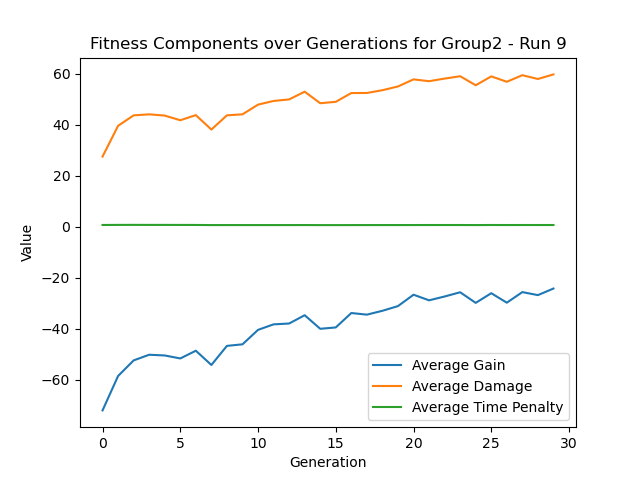 Fitness Components over Generations for Group2 - Run 9
60
40
20
0
−20
−40
−60
Value
0 5 10 15 20 25 30
Generation
Average Gain
Average Damage
Average Time Penalty